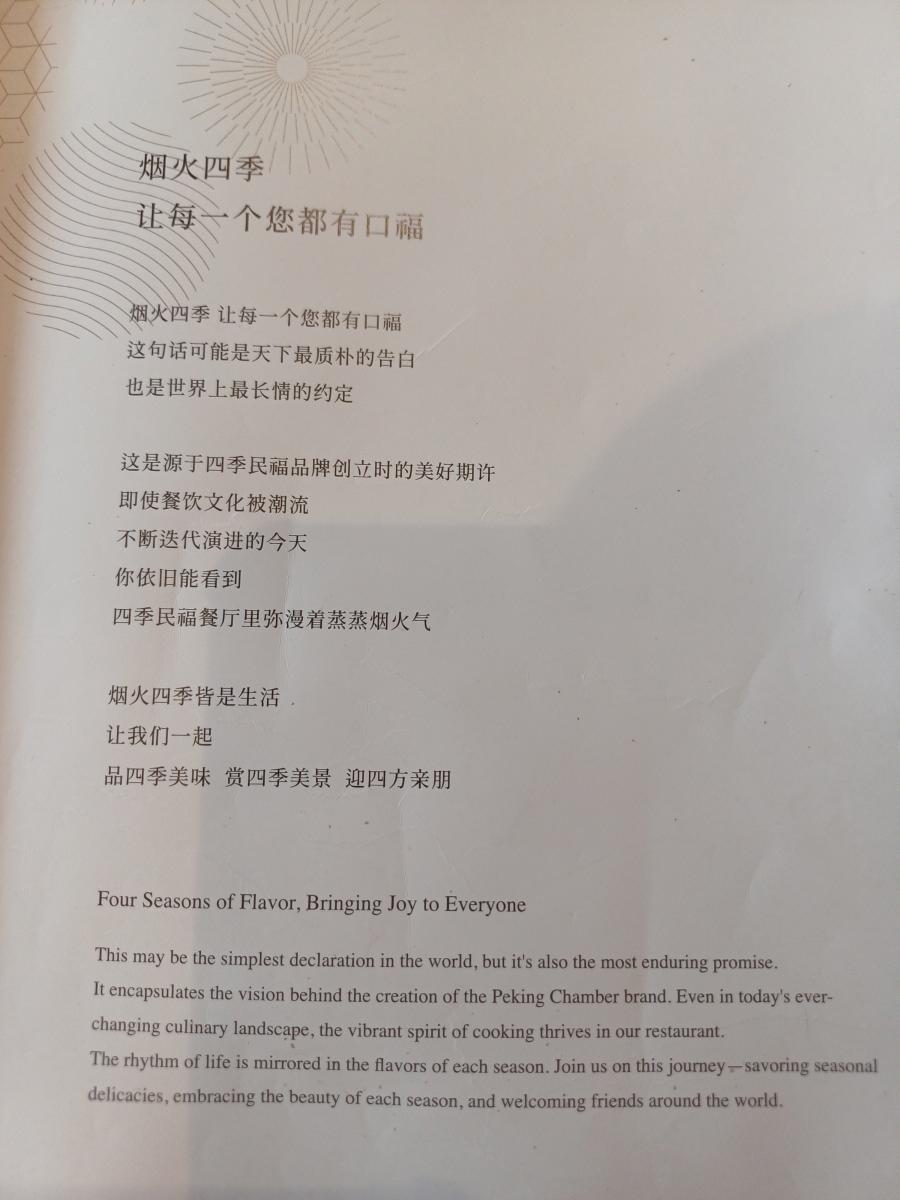 烟火四季
让每一个您都有口福
烟火四季 让每一个您都有口福
这句话可能是天下最质朴的告白
也是世界上最长情的约定
这是源于四季民福品牌创立时的美好期许
即使餐饮文化被潮流
不断迭代演进的今天
你依旧能看到
四季民福餐厅里弥漫着蒸蒸烟火气
烟火四季皆是生活
让我们一起
品四季美味 赏四季美景 迎四方亲朋
Four Seasons of Flavor, Bringing Joy to Everyone
This may be the simplest declaration in the world, but it's also the most enduring promise.
It encapsulates the vision behind the creation of the Peking Chamber brand. Even in today's ever-
changing culinary landscape, the vibrant spirit of cooking thrives in our restaurant.
The rhythm of life is mirrored in the flavors of each season. Join us on this journey—savoring seasonal
delicacies, embracing the beauty of each season, and welcoming friends around the world.